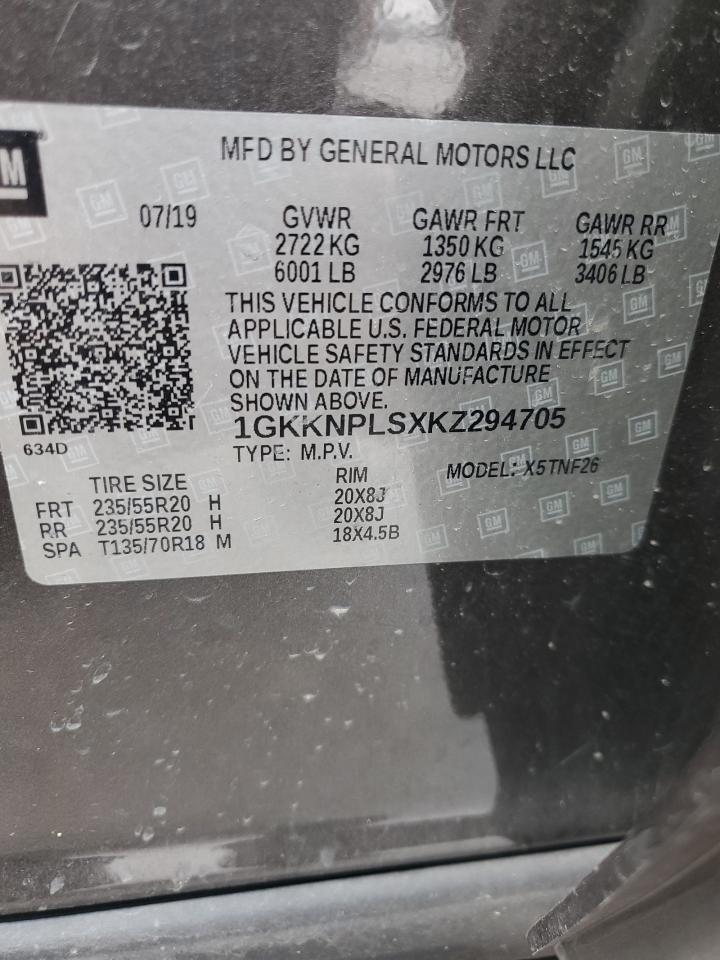 GM
MFD BY GENERAL MOTORS LLC
07/19 GVWR GAWR FRT GAWR RR
2722 KG 1350 KG 1545 KG
6001 LB 2976 LB 3406 LB
THIS VEHICLE CONFORMS TO ALL
APPLICABLE U.S. FEDERAL MOTOR
VEHICLE SAFETY STANDARDS IN EFFECT
ON THE DATE OF MANUFACTURE
SHOWN ABOVE.
1GKKNPLSXKZ294705
634D
TYPE: M.P.V. MODEL: X5TNF26
TIRE SIZE RIM
FRT 235/55R20 H 20X8J
RR 235/55R20 H 20X8J
SPA T135/70R18 M 18X4.5B